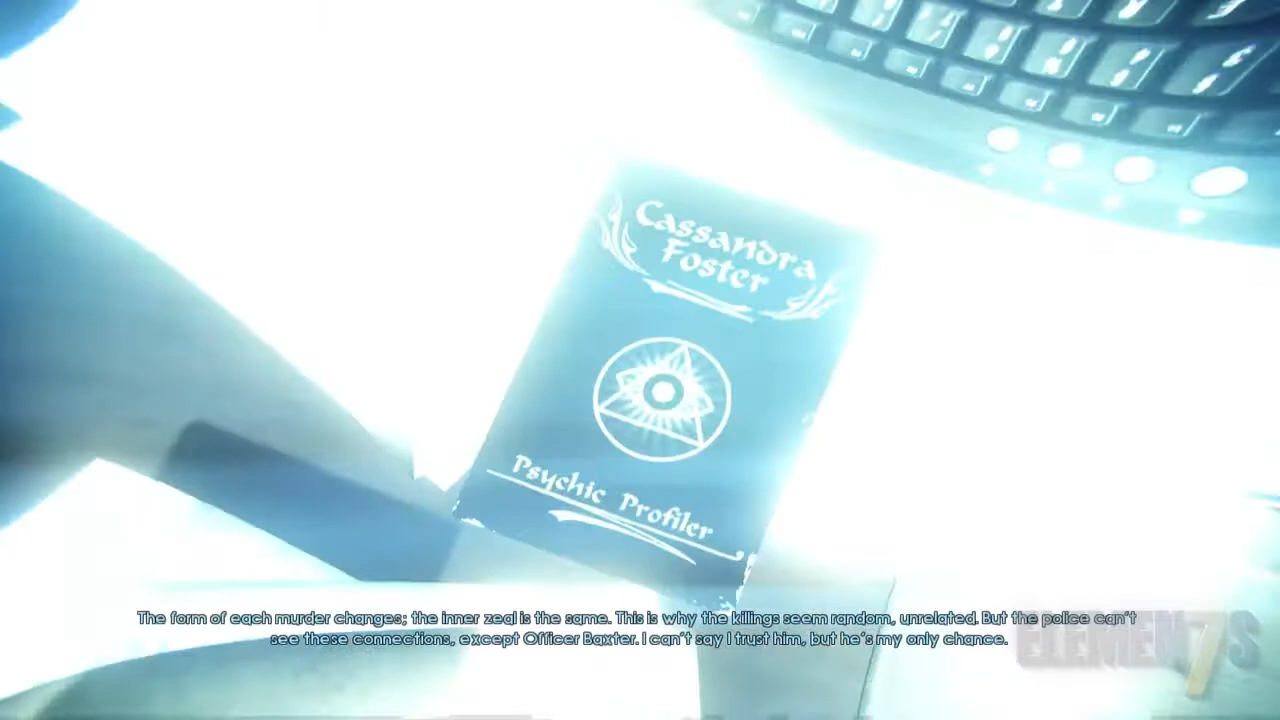 Cassandra
Foster
Psychic Profiler
The form of each murder changes; the inner zeal is the same. This is why the killings seem random, unrelated. But the police can't
see these connections, except Officer Baxter. I can't say I trust him, but he's my only chance.
ELEMEN7S